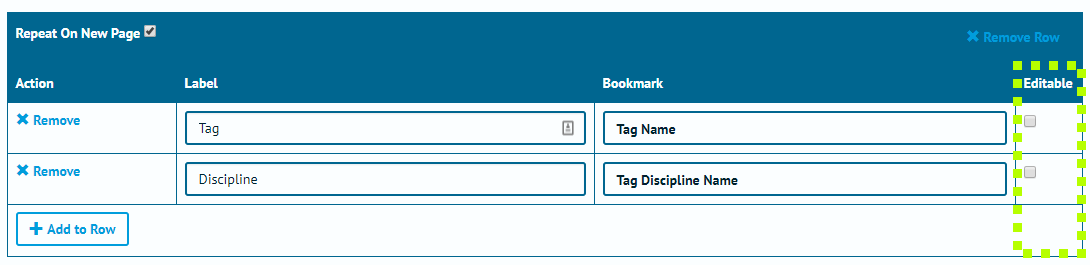 Repeat On New Page
Remove Row
Action Label Bookmark Editable
Remove Tag Tag Name
Remove Discipline Tag Discipline Name
Add to Row